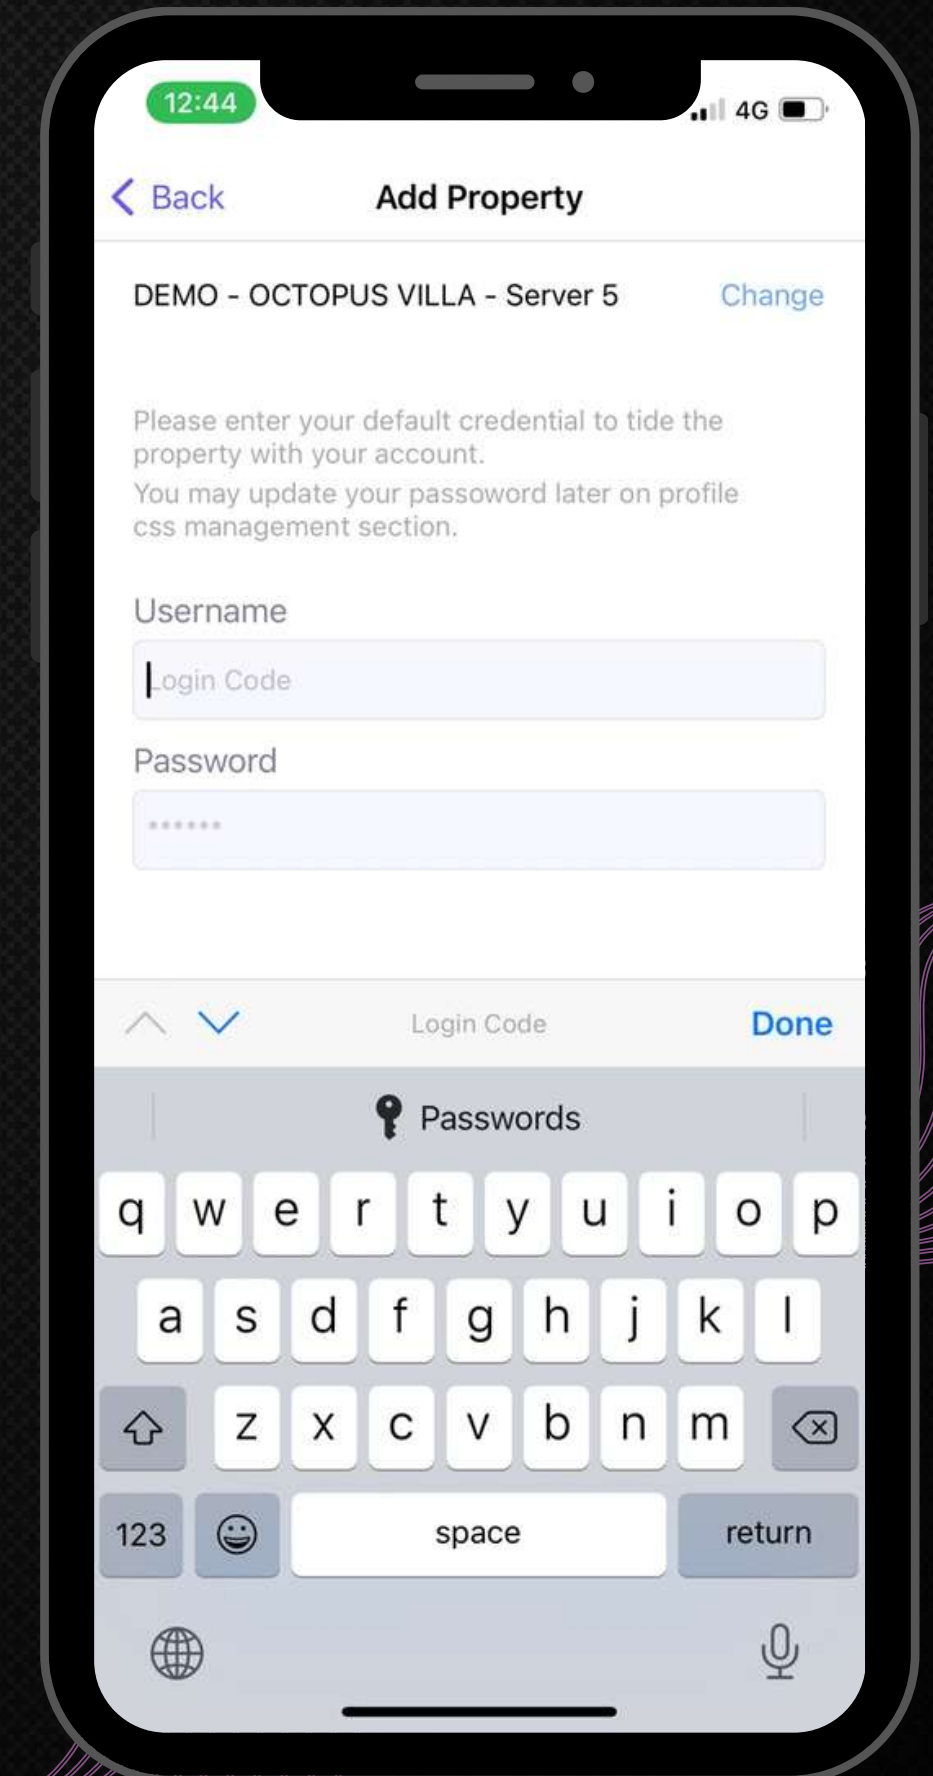 12:44
4G
Back
Add Property
DEMO - OCTOPUS VILLA - Server 5
Change
Please enter your default credential to tide the
property with your account.
You may update your passoword later on profile
css management section.
Username
Login Code
Password
Login Code
Done
Passwords
q w e r t y u i o p
a s d f g h j k l
z x c v b n m
123
space
return